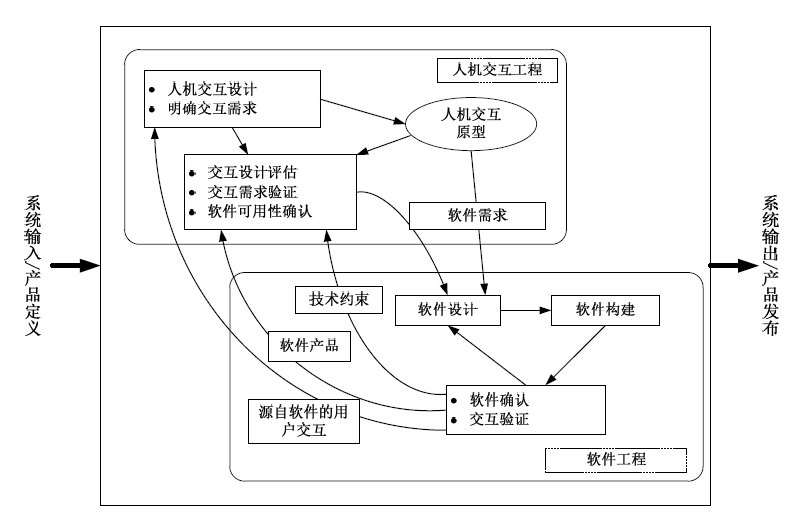 人机交互工程
人机交互设计
明确交互需求
人机交互
原型
交互设计评估
交互需求验证
软件可用性确认
软件需求
系统输入/产品定义
系统输出/产品发布
技术约束
软件设计
软件构建
软件产品
软件确认
交互验证
源自软件的用
户交互
软件工程